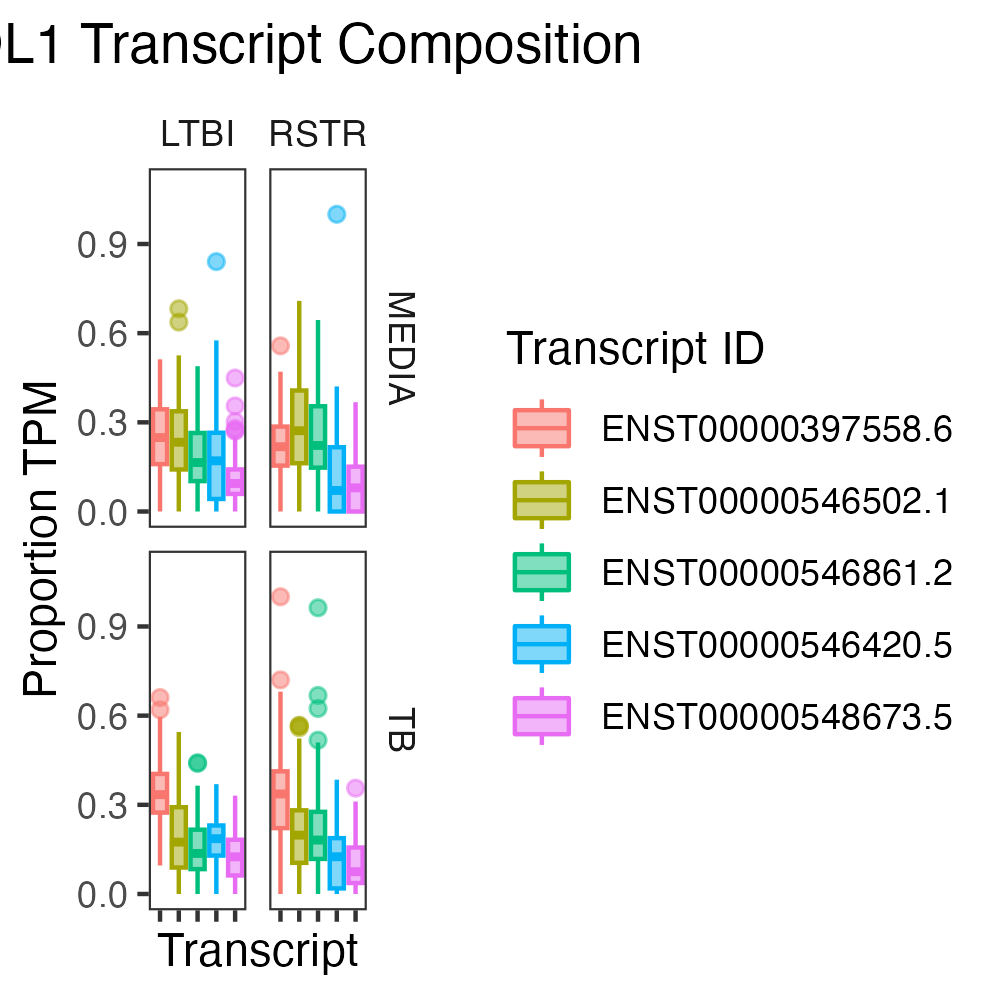 L1 Transcript Composition
LTBI RSTR
MEDIA
0.9
0.6
0.3
0.0
TB
0.9
0.6
0.3
0.0
Proportion TPM
Transcript
Transcript ID
ENST00000397558.6
ENST00000546502.1
ENST00000546861.2
ENST00000546420.5
ENST00000548673.5